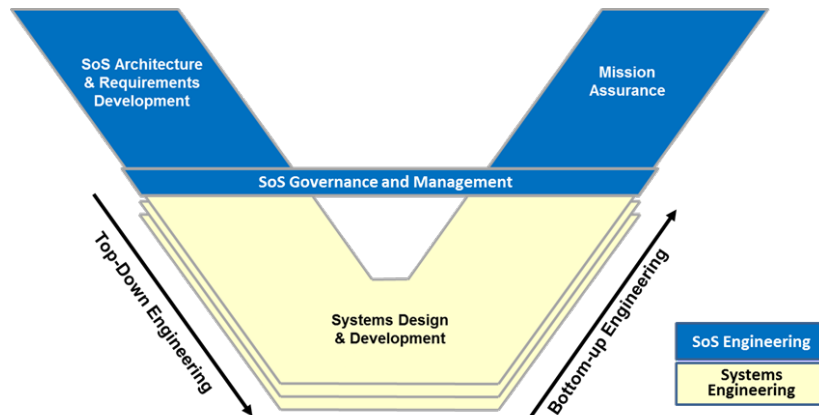 SoS Architecture
& Requirements
Development
Mission
Assurance
SoS Governance and Management
Top-Down Engineering
Systems Design
& Development
Bottom-up Engineering
SoS Engineering
Systems
Engineering